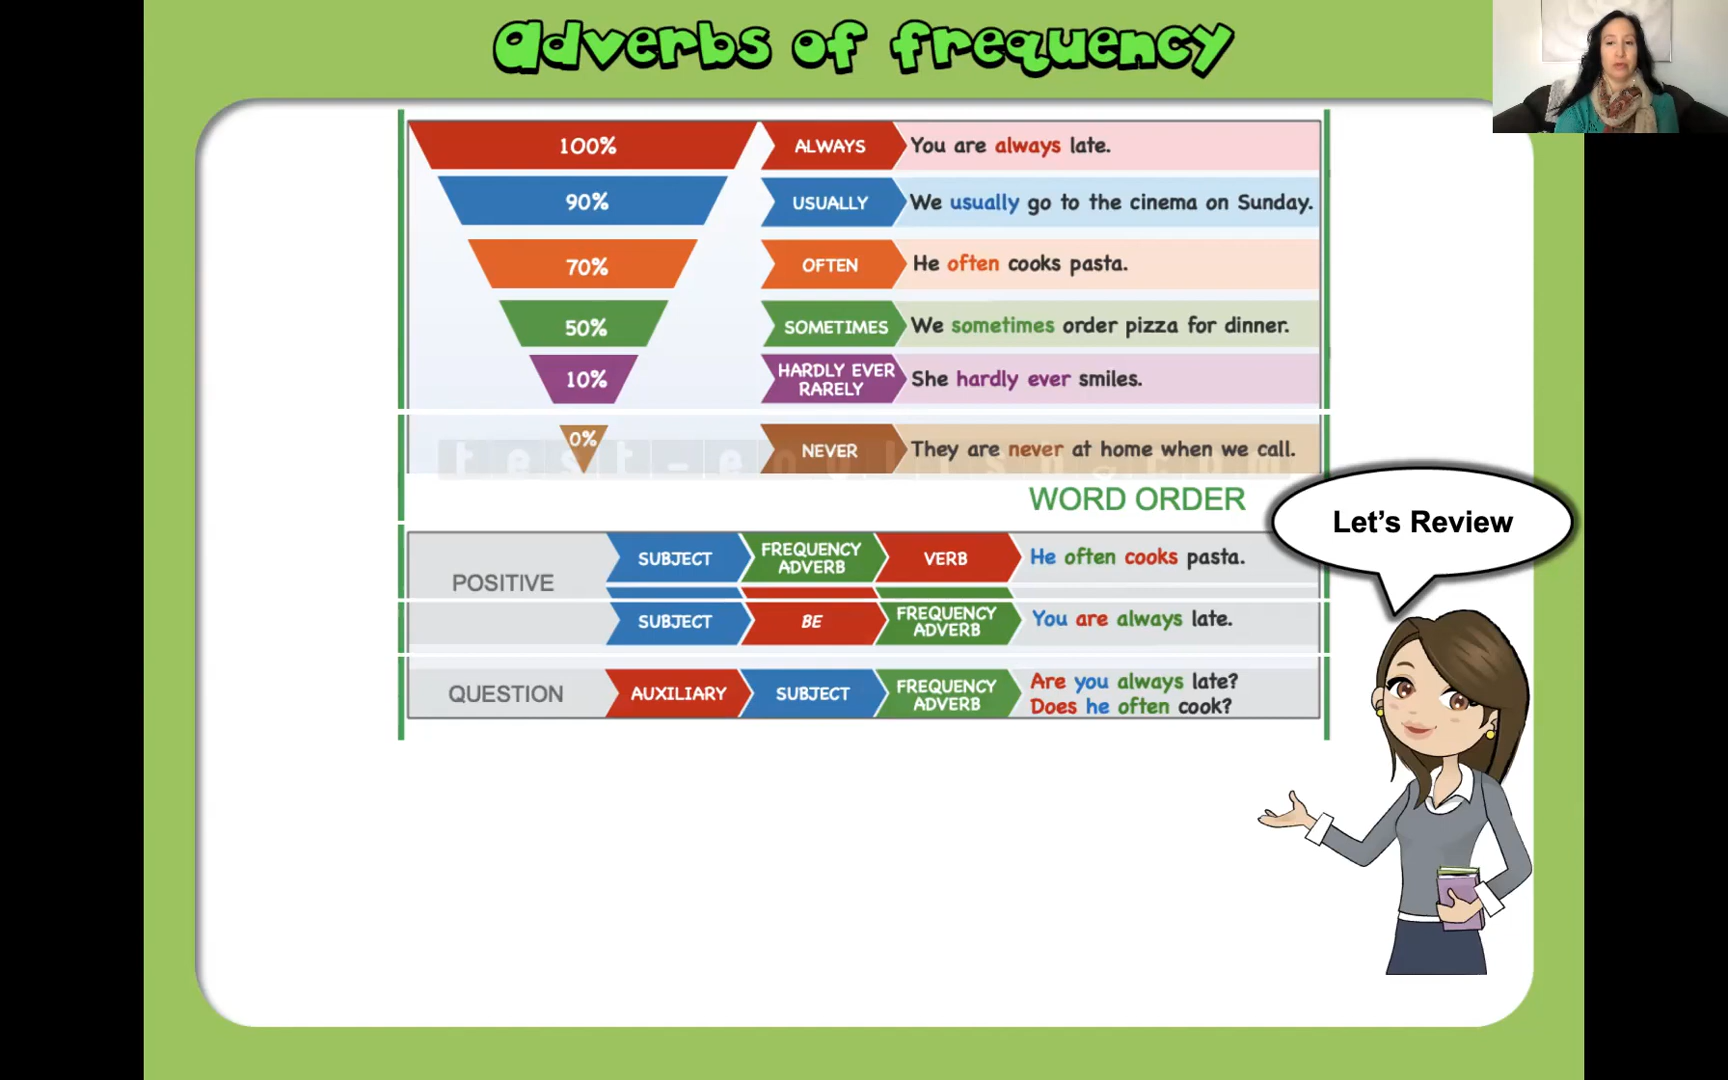 adverbs of frequency
100% ALWAYS You are always late.
90% USUALLY We usually go to the cinema on Sunday.
70% OFTEN He often cooks pasta.
50% SOMETIMES We sometimes order pizza for dinner.
10% HARDLY EVER
RARELY She hardly ever smiles.
0% NEVER They are never at home when we call.
WORD ORDER
Let's Review
POSITIVE
SUBJECT FREQUENCY
ADVERB VERB He often cooks pasta.
SUBJECT BE FREQUENCY
ADVERB You are always late.
QUESTION AUXILIARY SUBJECT FREQUENCY
ADVERB Are you always late?
Does he often cook?